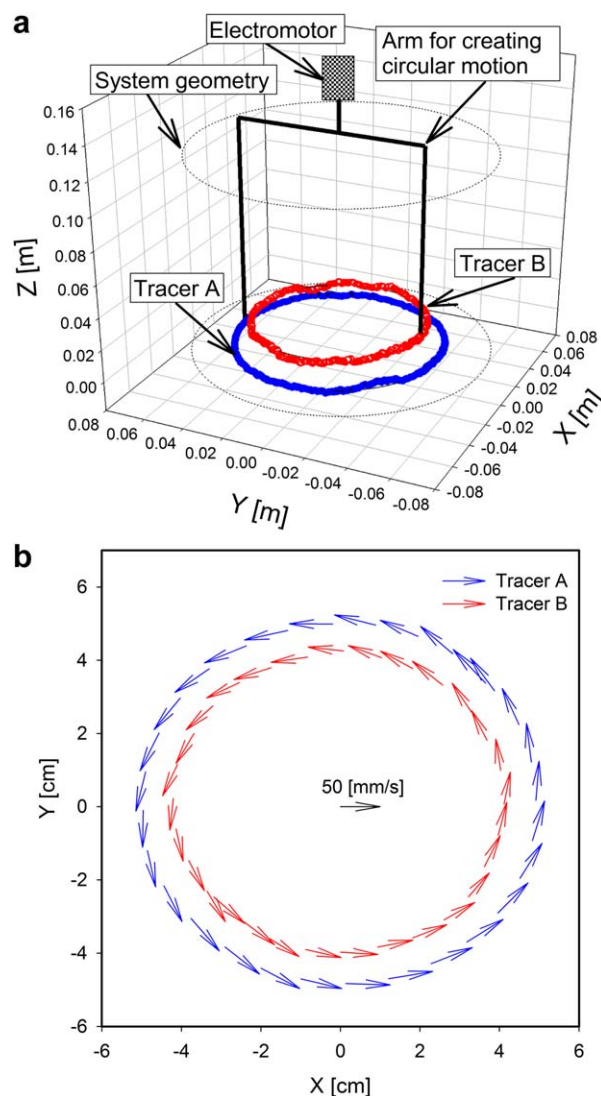 a
Electromotor
Arm for creating
circular motion
System geometry
0.16
0.14
0.12
0.10
0.08
0.06
0.04
0.02
0.00
Z [m]
Tracer A
Tracer B
0.08
0.06
0.04
0.02
0.00
-0.02
-0.04
-0.06
-0.08
Y [m]
0.08
0.06
0.04
0.02
0.00
-0.02
-0.04
-0.06
-0.08
X [m]
b
Tracer A
Tracer B
50 [mm/s]
6
4
2
0
-2
-4
-6
Y [cm]
-6
-4
-2
0
2
4
6
X [cm]